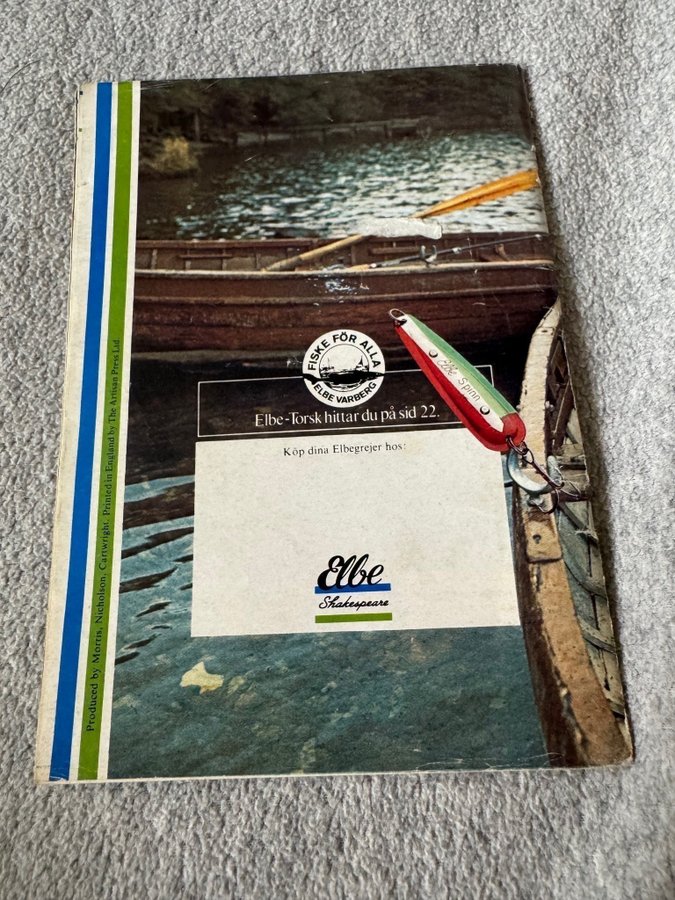 FISKE FÖR ALLA
ELBE VARBERG
Elbe Spinn
Elbe-Torsk hittar du på sid 22.
Köp dina Elbegrejer hos:
Elbe
Shakespeare
Produced by Morris, Nicholson, Cartwright. Printed in England by The Artisan Press Ltd.